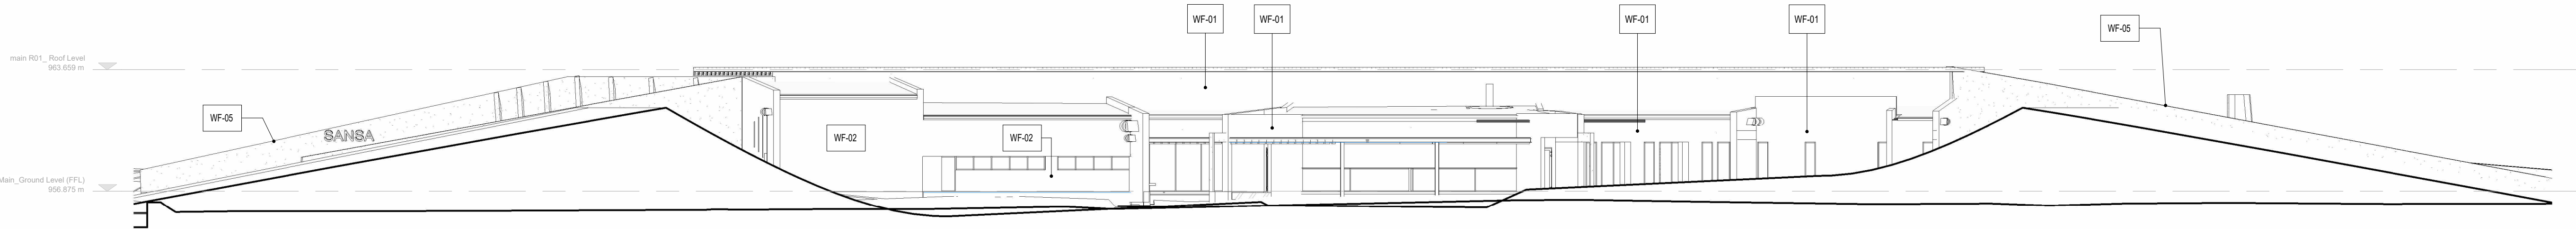 WF-01
WF-01
WF-01
WF-01
WF-05
main R01_ Roof Level
963.659 m
WF-05
SANSA
WF-02
WF-02
Main_Ground Level (FFL)
956.875 m